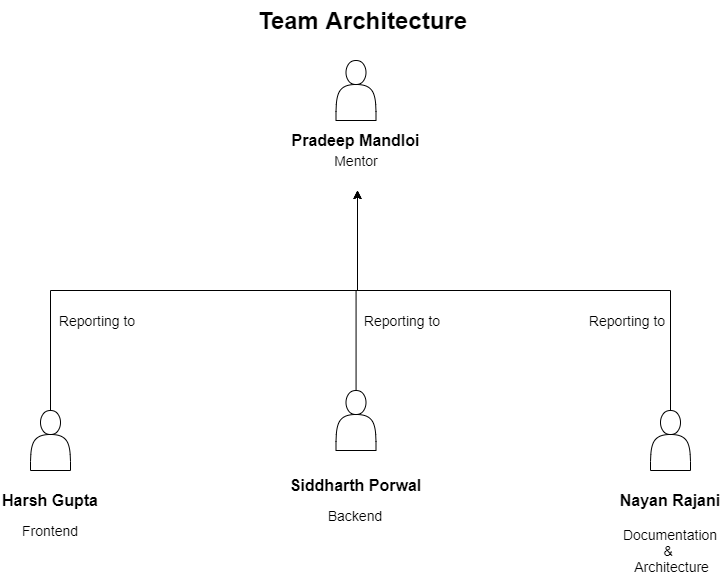 Team Architecture
Pradeep Mandloi
Mentor
Reporting to
Reporting to
Reporting to
Harsh Gupta
Frontend
Siddharth Porwal
Backend
Nayan Rajani
Documentation
&
Architecture